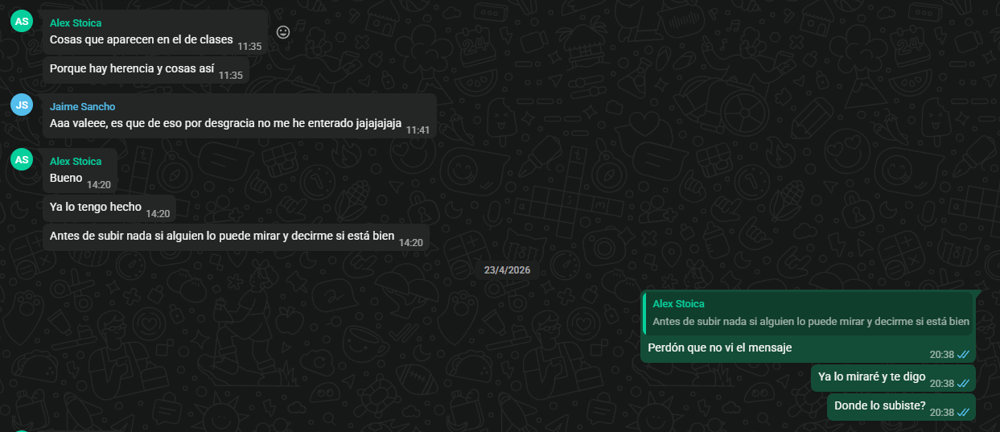 AS
Alex Stoica
Cosas que aparecen en el de clases 11:35
Porque hay herencia y cosas así 11:35
JS
Jaime Sancho
Aaa valeee, es que de eso por desgracia no me he enterado jajajajaja 11:41
AS
Alex Stoica
Bueno 14:20
Ya lo tengo hecho 14:20
Antes de subir nada si alguien lo puede mirar y decirme si está bien 14:20
23/4/2026
Alex Stoica
Antes de subir nada si alguien lo puede mirar y decirme si está bien
Perdón que no vi el mensaje
20:38
Ya lo miraré y te digo 20:38
Donde lo subiste? 20:38